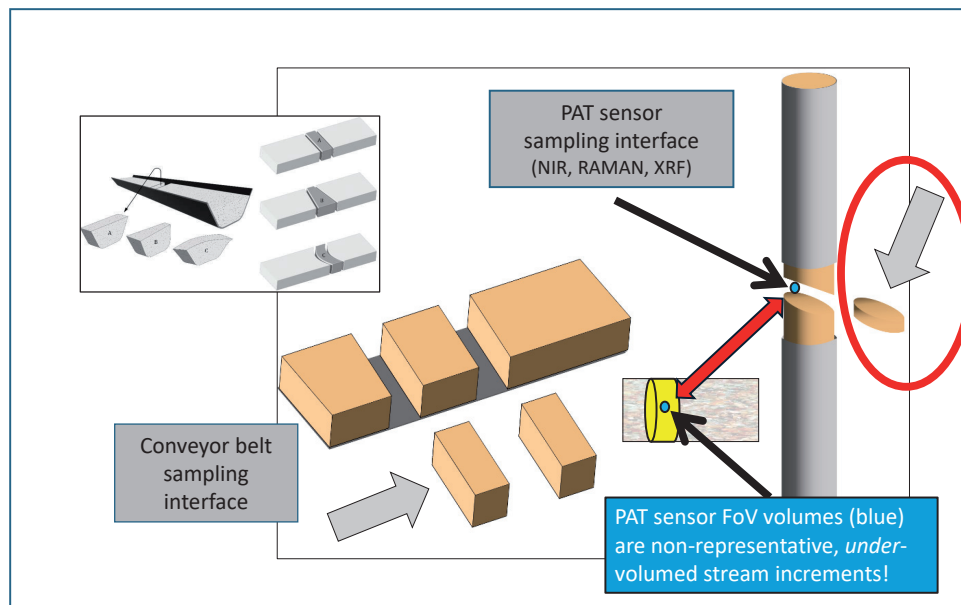 PAT sensor
sampling interface
(NIR, RAMAN, XRF)
A
B
C
A
B
Conveyor belt
sampling
interface
PAT sensor FoV volumes (blue)
are non-representative, under-
volumed stream increments!